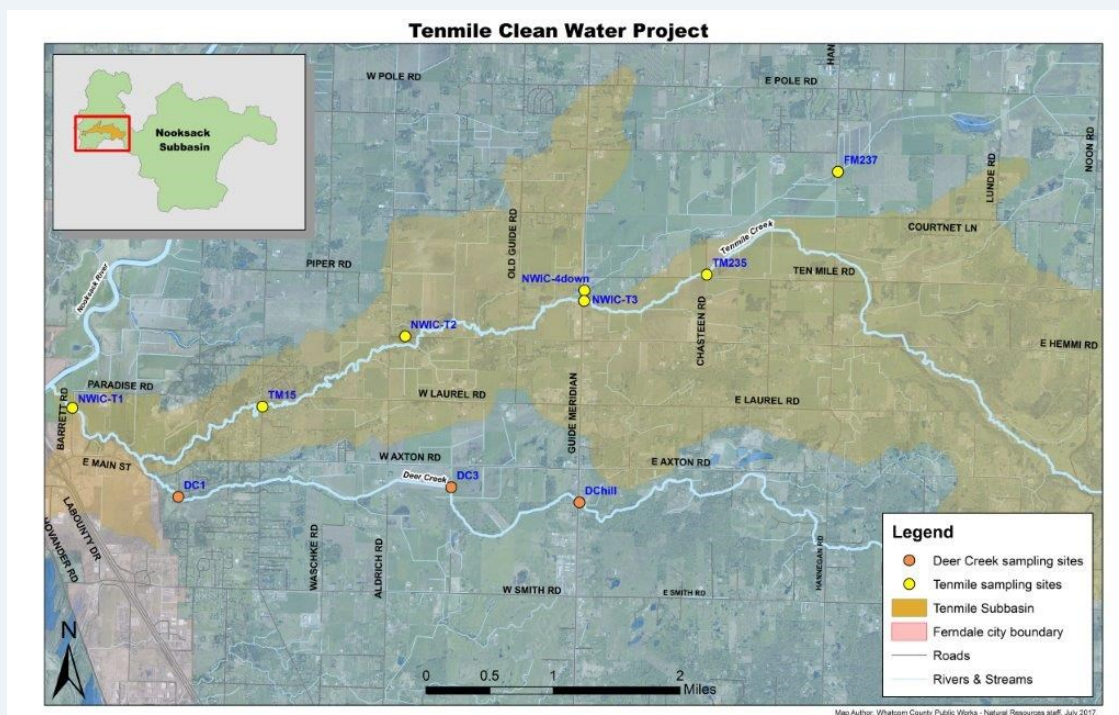 Tenmile Clean Water Project
Nooksack
Subbasin
W POLE RD
E POLE RD
HAN
NOON RD
LUNDE RD
FM237
COURTNET LN
OLD GUIDE RD
Tenmile Creek
PIPER RD
Nooksack River
NWIC-4down
NWIC-T3
TM235
TEN MILE RD
NWIC-T2
CHASTEEN RD
E HEMMI RD
PARADISE RD
NWIC-T1
TM15
W LAUREL RD
E LAUREL RD
BARRETT RD
GUIDE MERIDIAN
E MAIN ST
W AXTON RD
E AXTON RD
Deer Creek
DC1
DC3
DChill
LABOUNTY DR
HOVANDER RD
WASCHKE RD
ALDRICH RD
HANNEGAN RD
W SMITH RD
E SMITH RD
N
0 0.5 1 2
Miles
Legend
Deer Creek sampling sites
Tenmile sampling sites
Tenmile Subbasin
Ferndale city boundary
Roads
Rivers & Streams
Map Author: Whatcom County Public Works - Natural Resources staff, July 2017.